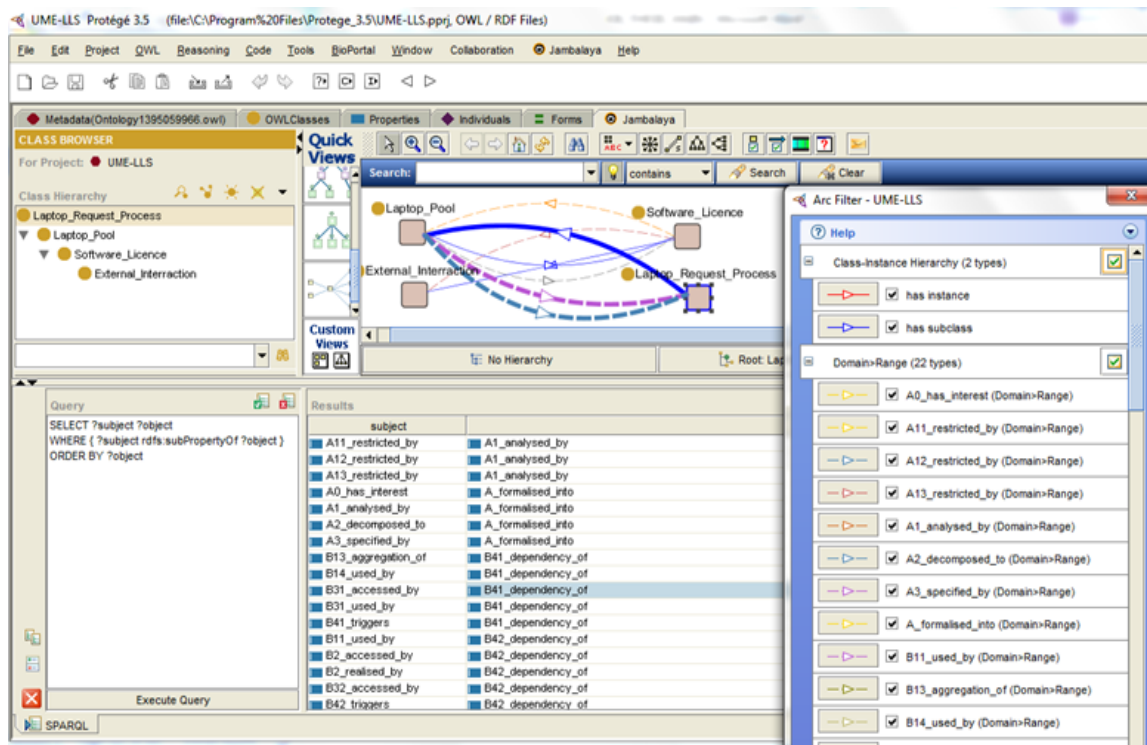 UME-LLS Protégé 3.5 (file:\C:\Program%20Files\Protege_3.5\UME-LLS.pprj, OWL / RDF Files)
File Edit Project OWL Reasoning Code Tools BioPortal Window Collaboration Jambalaya Help
Metadata(Ontology1395059966.owl) OWLClasses Properties Individuals Forms Jambalaya
CLASS BROWSER
For Project: UME-LLS
Class Hierarchy
Laptop_Request_Process
Laptop_Pool
Software_Licence
External_Interraction
Quick
Views
Custom
Views
Search: contains Search Clear
Laptop_Pool
Software_Licence
External_Interraction
Laptop_Request_Process
No Hierarchy
Root: Lap
Query
SELECT ?subject ?object
WHERE { ?subject rdfs:subPropertyOf ?object }
ORDER BY ?object
Execute Query
SPARQL
Results
subject
A11_restricted_by A1_analysed_by
A12_restricted_by A1_analysed_by
A13_restricted_by A1_analysed_by
A0_has_interest A_formalised_into
A1_analysed_by A_formalised_into
A2_decomposed_to A_formalised_into
A3_specified_by A_formalised_into
B13_aggregation_of B41_dependency_of
B14_used_by B41_dependency_of
B31_accessed_by B41_dependency_of
B31_used_by B41_dependency_of
B41_triggers B41_dependency_of
B11_used_by B42_dependency_of
B2_accessed_by B42_dependency_of
B2_realised_by B42_dependency_of
B32_accessed_by B42_dependency_of
B42_triggers B42_dependency_of
Arc Filter - UME-LLS
Help
Class-Instance Hierarchy (2 types)
has instance
has subclass
Domain>Range (22 types)
A0_has_interest (Domain>Range)
A11_restricted_by (Domain>Range)
A12_restricted_by (Domain>Range)
A13_restricted_by (Domain>Range)
A1_analysed_by (Domain>Range)
A2_decomposed_to (Domain>Range)
A3_specified_by (Domain>Range)
A_formalised_into (Domain>Range)
B11_used_by (Domain>Range)
B13_aggregation_of (Domain>Range)
B14_used_by (Domain>Range)